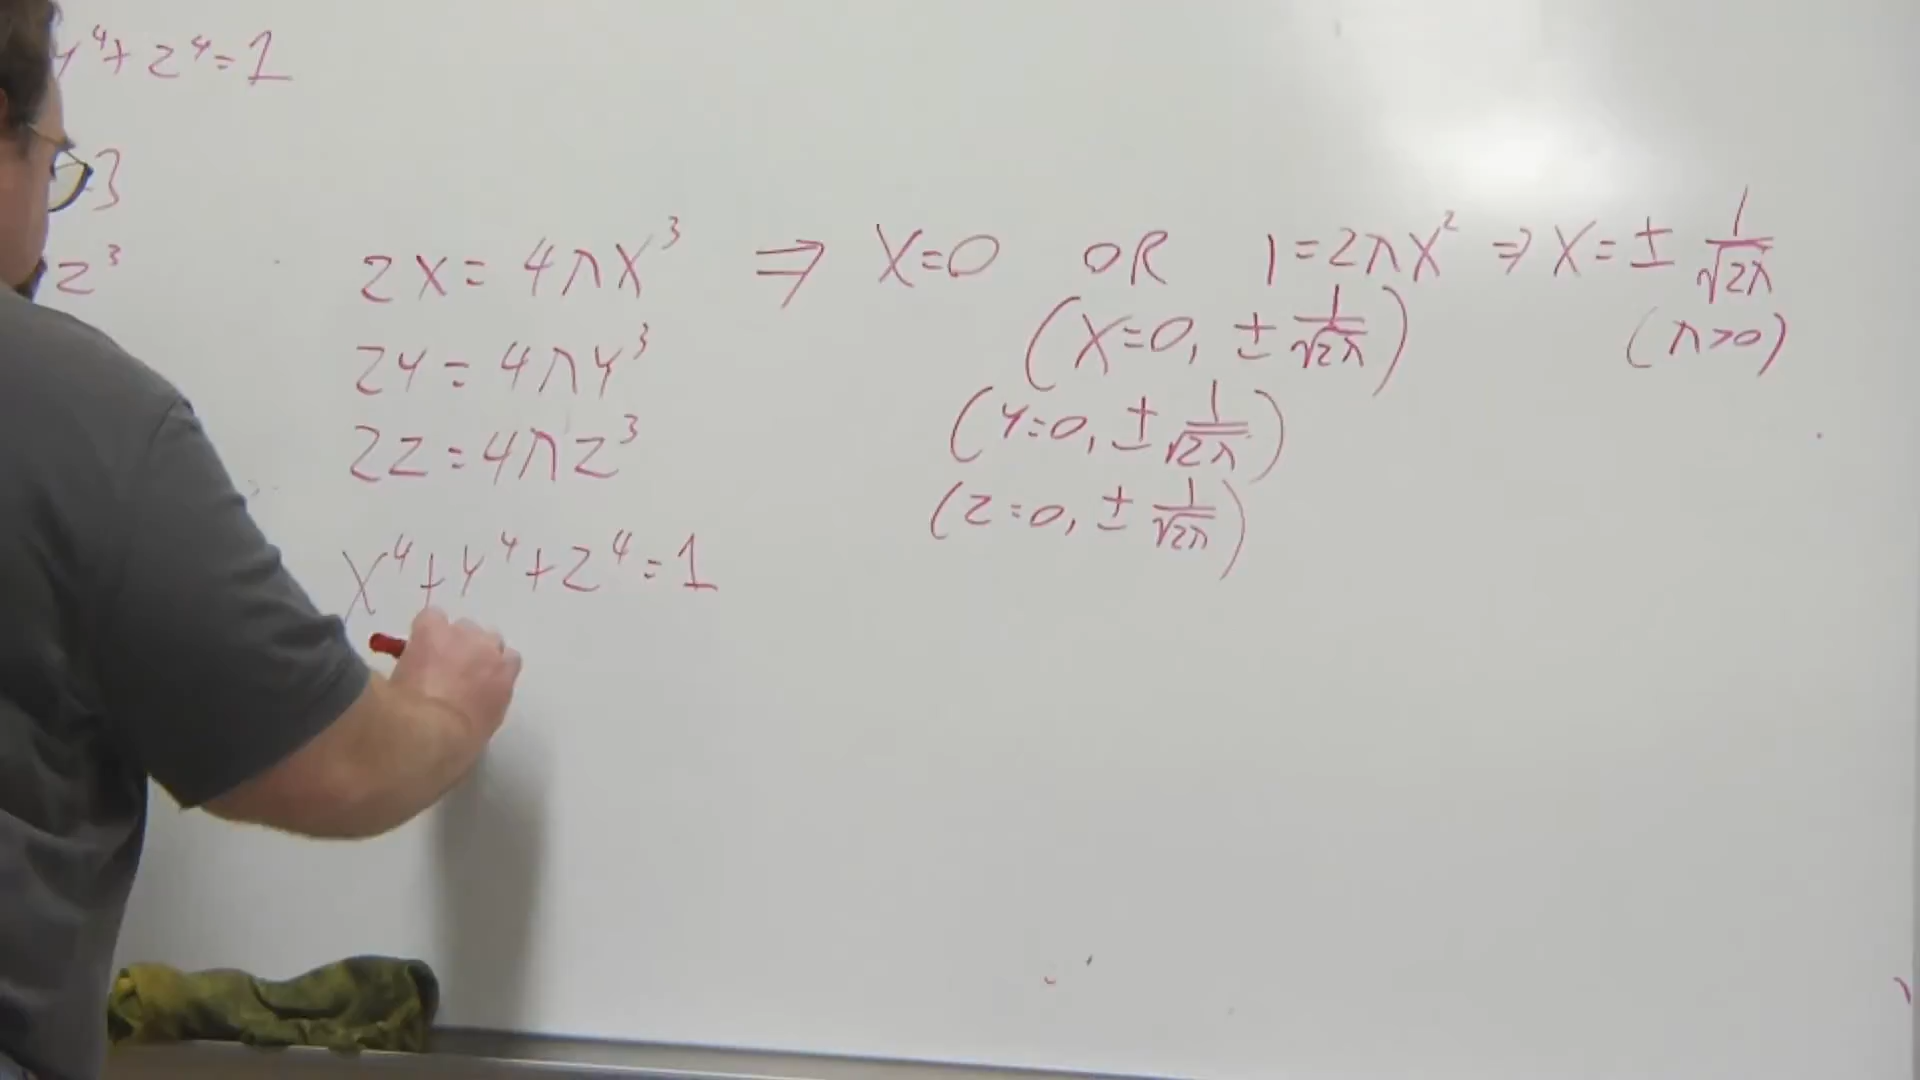 y⁴+z⁴=1
3
z³
2x=4λx³ ⇒ x=0 OR 1=2λx² ⇒ x=± 1/√2λ
(x=0, ± 1/√2λ) (λ>0)
2y=4λy³
(y=0, ± 1/√2λ)
2z=4λz³
(z=0, ± 1/√2λ)
x⁴+y⁴+z⁴=1